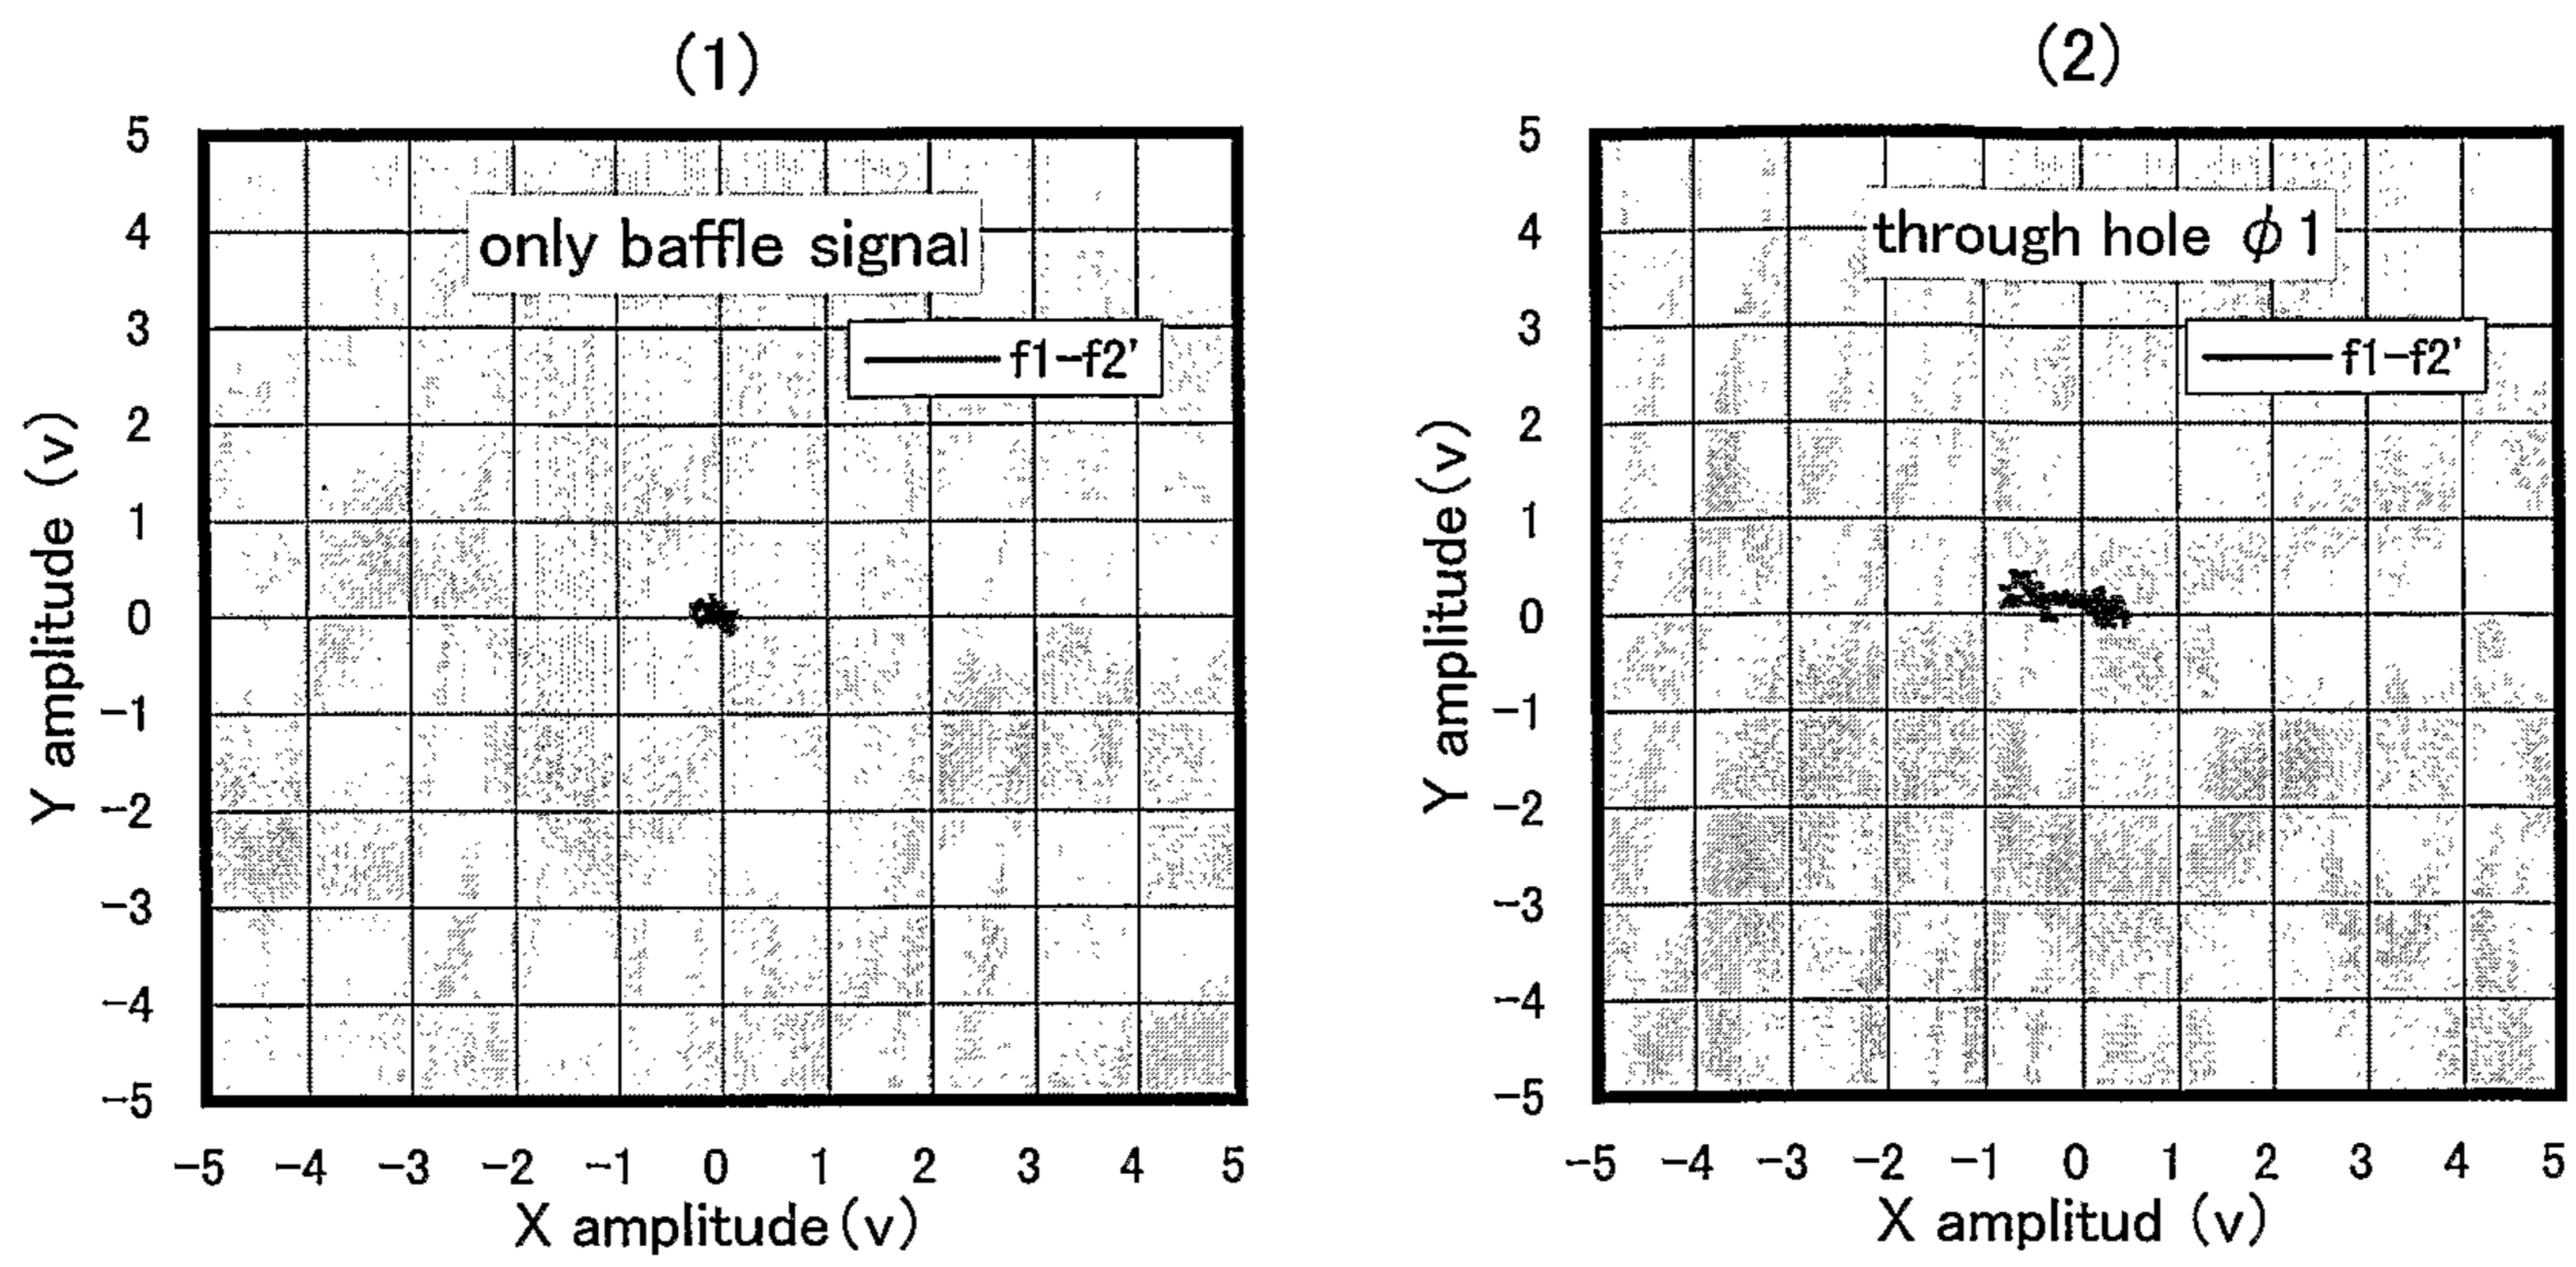 (1)
5
4
3
2
1
0
-1
-2
-3
-4
-5
Y amplitude (v)
only baffle signal
f1-f2'
-5 -4 -3 -2 -1 0 1 2 3 4 5
X amplitude(v)
(2)
5
4
3
2
1
0
-1
-2
-3
-4
-5
Y amplitude(v)
through hole ϕ1
f1-f2'
-5 -4 -3 -2 -1 0 1 2 3 4 5
X amplitud (v)